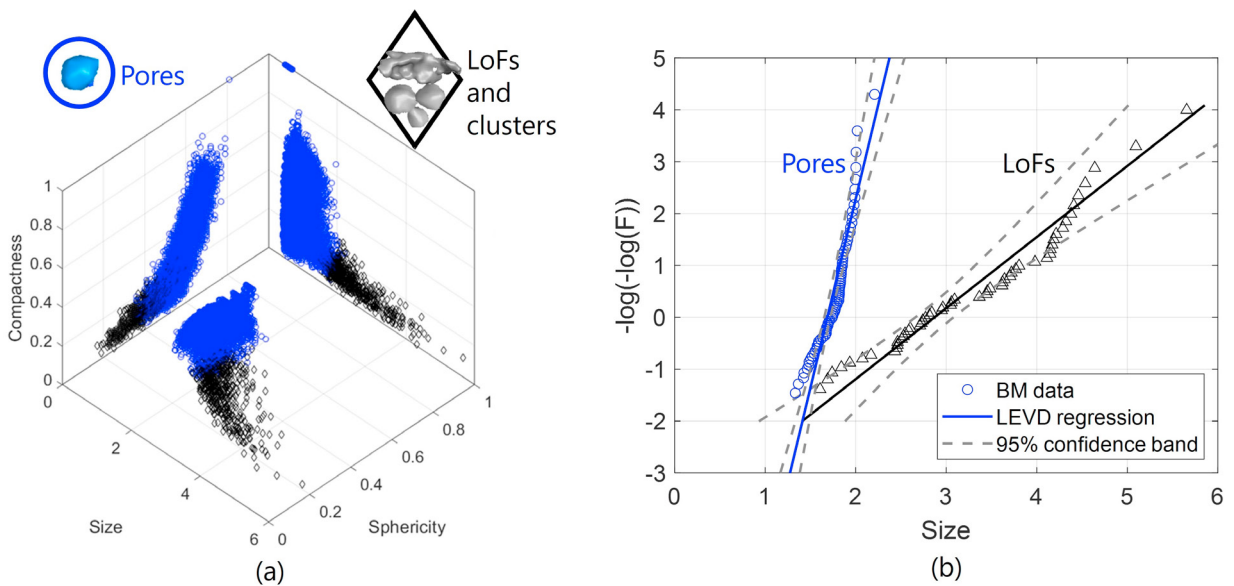 Pores
LoFs
and
clusters
1
0.8
0.6
0.4
0.2
0
Compactness
0
2
4
6
Size
0
0.2
0.4
0.6
0.8
1
Sphericity
(a)
5
4
3
2
1
0
-1
-2
-3
-log(-log(F))
Pores
LoFs
BM data
LEVD regression
95% confidence band
0
1
2
3
4
5
6
Size
(b)